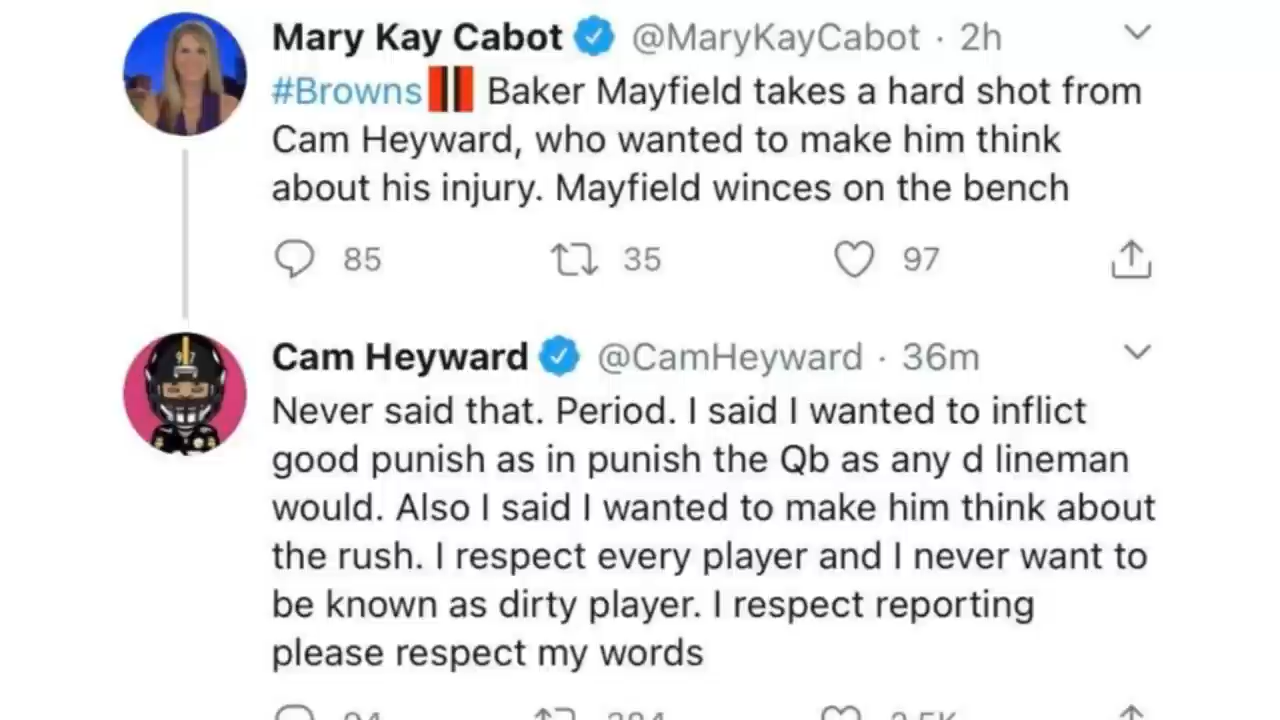 Mary Kay Cabot @MaryKayCabot · 2h
#Browns Baker Mayfield takes a hard shot from
Cam Heyward, who wanted to make him think
about his injury. Mayfield winces on the bench
85 35 97
Cam Heyward @CamHeyward · 36m
Never said that. Period. I said I wanted to inflict
good punish as in punish the Qb as any d lineman
would. Also I said I wanted to make him think about
the rush. I respect every player and I never want to
be known as dirty player. I respect reporting
please respect my words